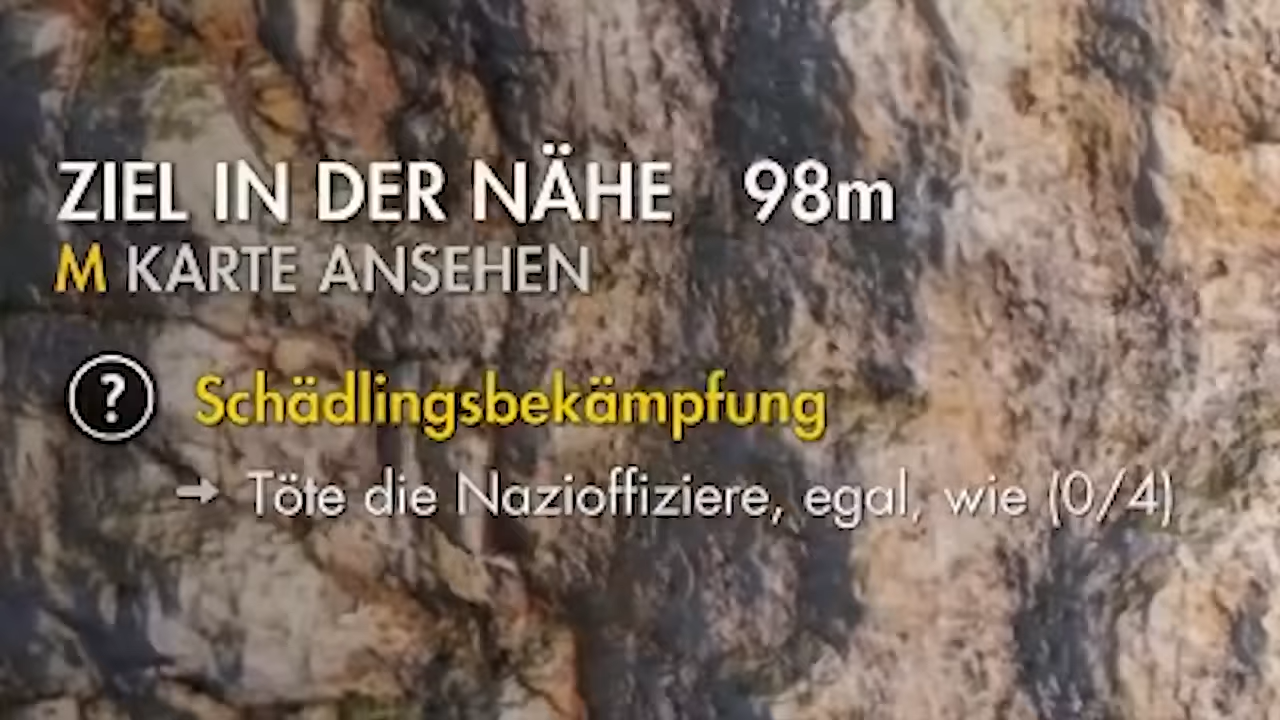 ZIEL IN DER NÄHE 98m
M KARTE ANSEHEN
? Schädlingsbekämpfung
→ Töte die Nazioffiziere, egal, wie (0/4)